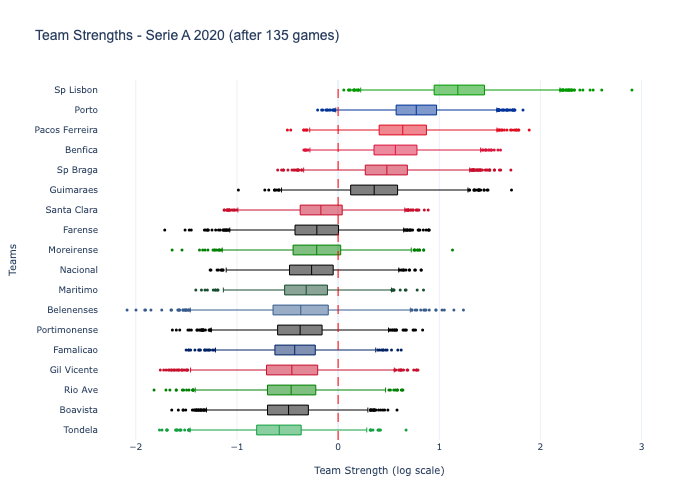 Team Strengths - Serie A 2020 (after 135 games)
Sp Lisbon
Porto
Pacos Ferreira
Benfica
Sp Braga
Guimaraes
Santa Clara
Farense
Moreirense
Nacional
Maritimo
Belenenses
Portimonense
Famalicao
Gil Vicente
Rio Ave
Boavista
Tondela
Teams
−2 −1 0 1 2 3
Team Strength (log scale)